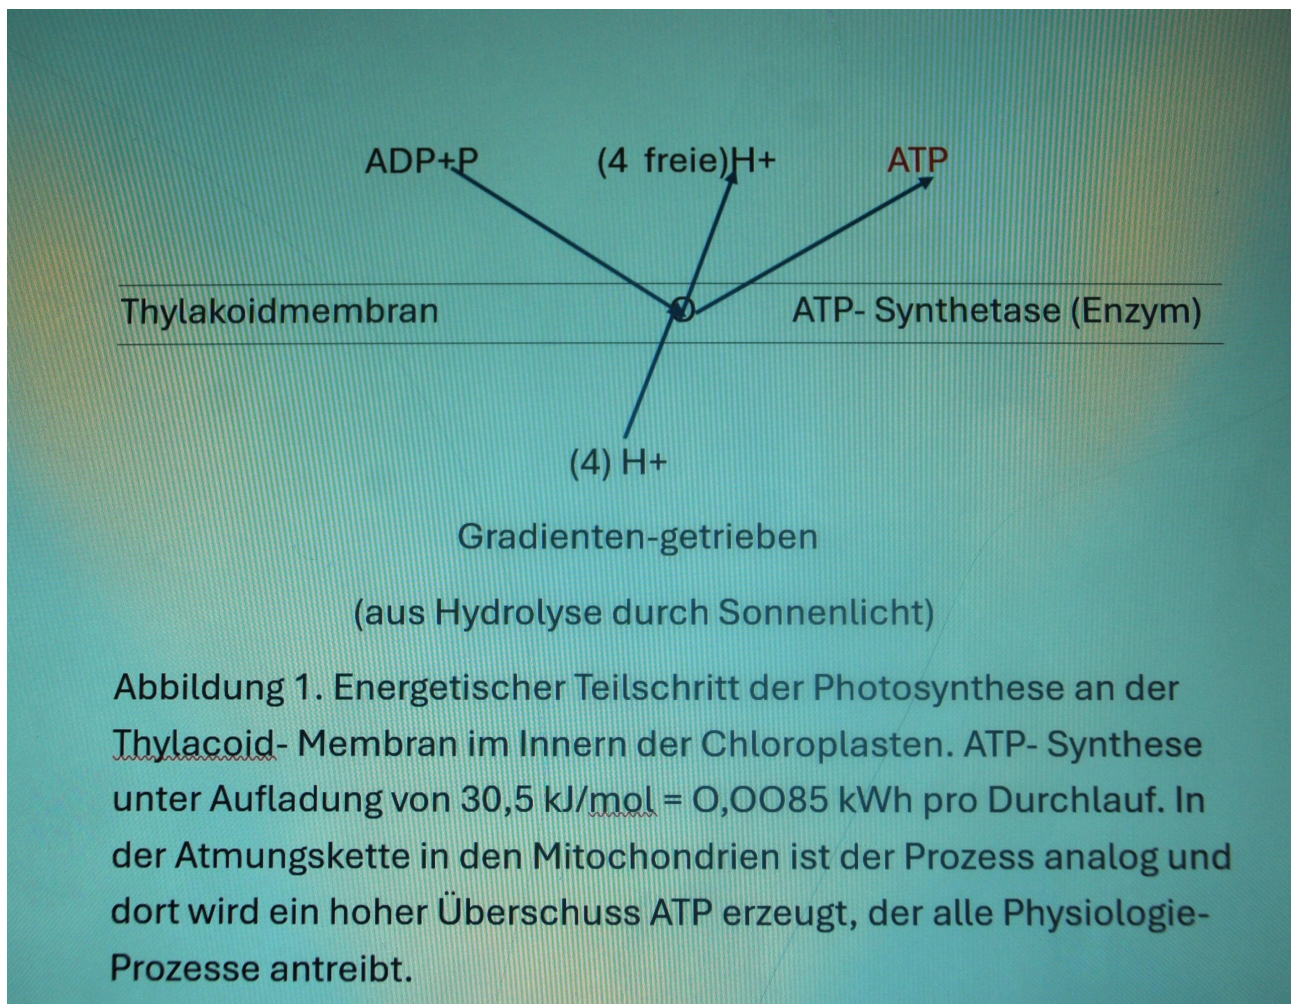 ADP+P (4 freie)H+ ATP
Thylakoidmembran ATP- Synthetase (Enzym)
(4) H+
Gradienten-getrieben
(aus Hydrolyse durch Sonnenlicht)
Abbildung 1. Energetischer Teilschritt der Photosynthese an der
Thylacoid- Membran im Innern der Chloroplasten. ATP- Synthese
unter Aufladung von 30,5 kJ/mol = O,OO85 kWh pro Durchlauf. In
der Atmungskette in den Mitochondrien ist der Prozess analog und
dort wird ein hoher Überschuss ATP erzeugt, der alle Physiologie-
Prozesse antreibt.